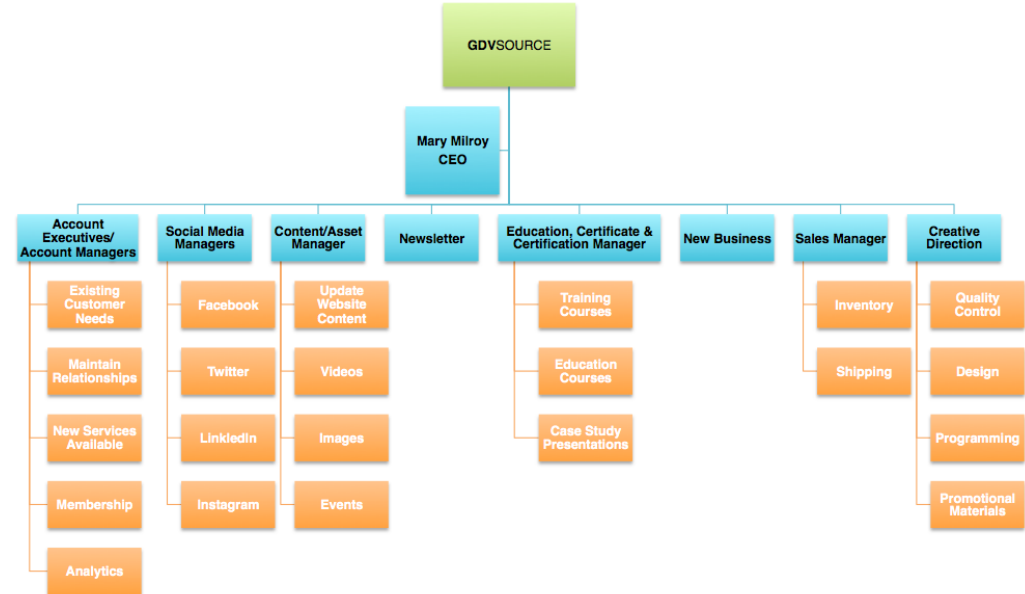 GDVSOURCE
Mary Milroy
CEO
Account
Executives/
Account Managers
Social Media
Managers
Content/Asset
Manager
Newsletter
Education, Certificate &
Certification Manager
New Business
Sales Manager
Creative
Direction
Existing
Customer
Needs
Maintain
Relationships
New Services
Available
Membership
Analytics
Facebook
Twitter
LinkledIn
Instagram
Update
Website
Content
Videos
Images
Events
Training
Courses
Education
Courses
Case Study
Presentations
Inventory
Shipping
Quality
Control
Design
Programming
Promotional
Materials